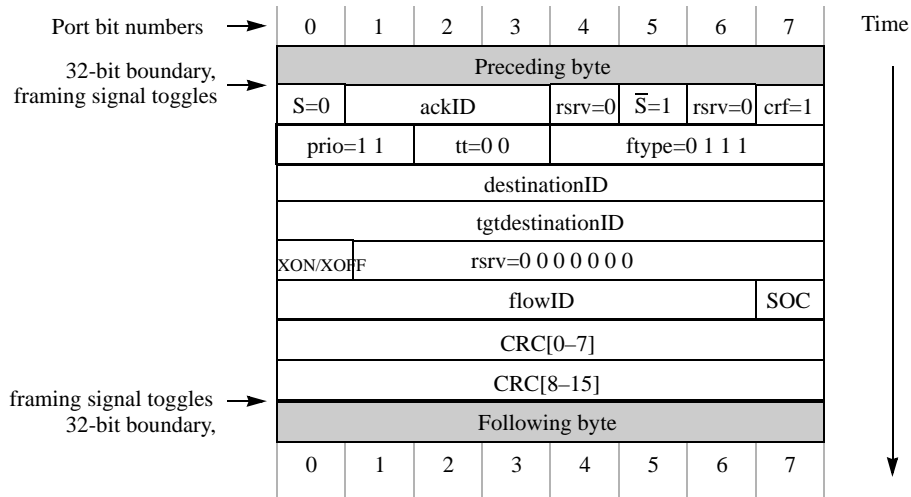 Port bit numbers 0 1 2 3 4 5 6 7 Time
Preceding byte
32-bit boundary,
framing signal toggles
S=0 ackID rsrv=0 S̅=1 rsrv=0 crf=1
prio=1 1 tt=0 0 ftype=0 1 1 1
destinationID
tgtdestinationID
XON/XOFF rsrv=0 0 0 0 0 0 0
flowID SOC
CRC[0–7]
CRC[8–15]
framing signal toggles
32-bit boundary,
Following byte
0 1 2 3 4 5 6 7